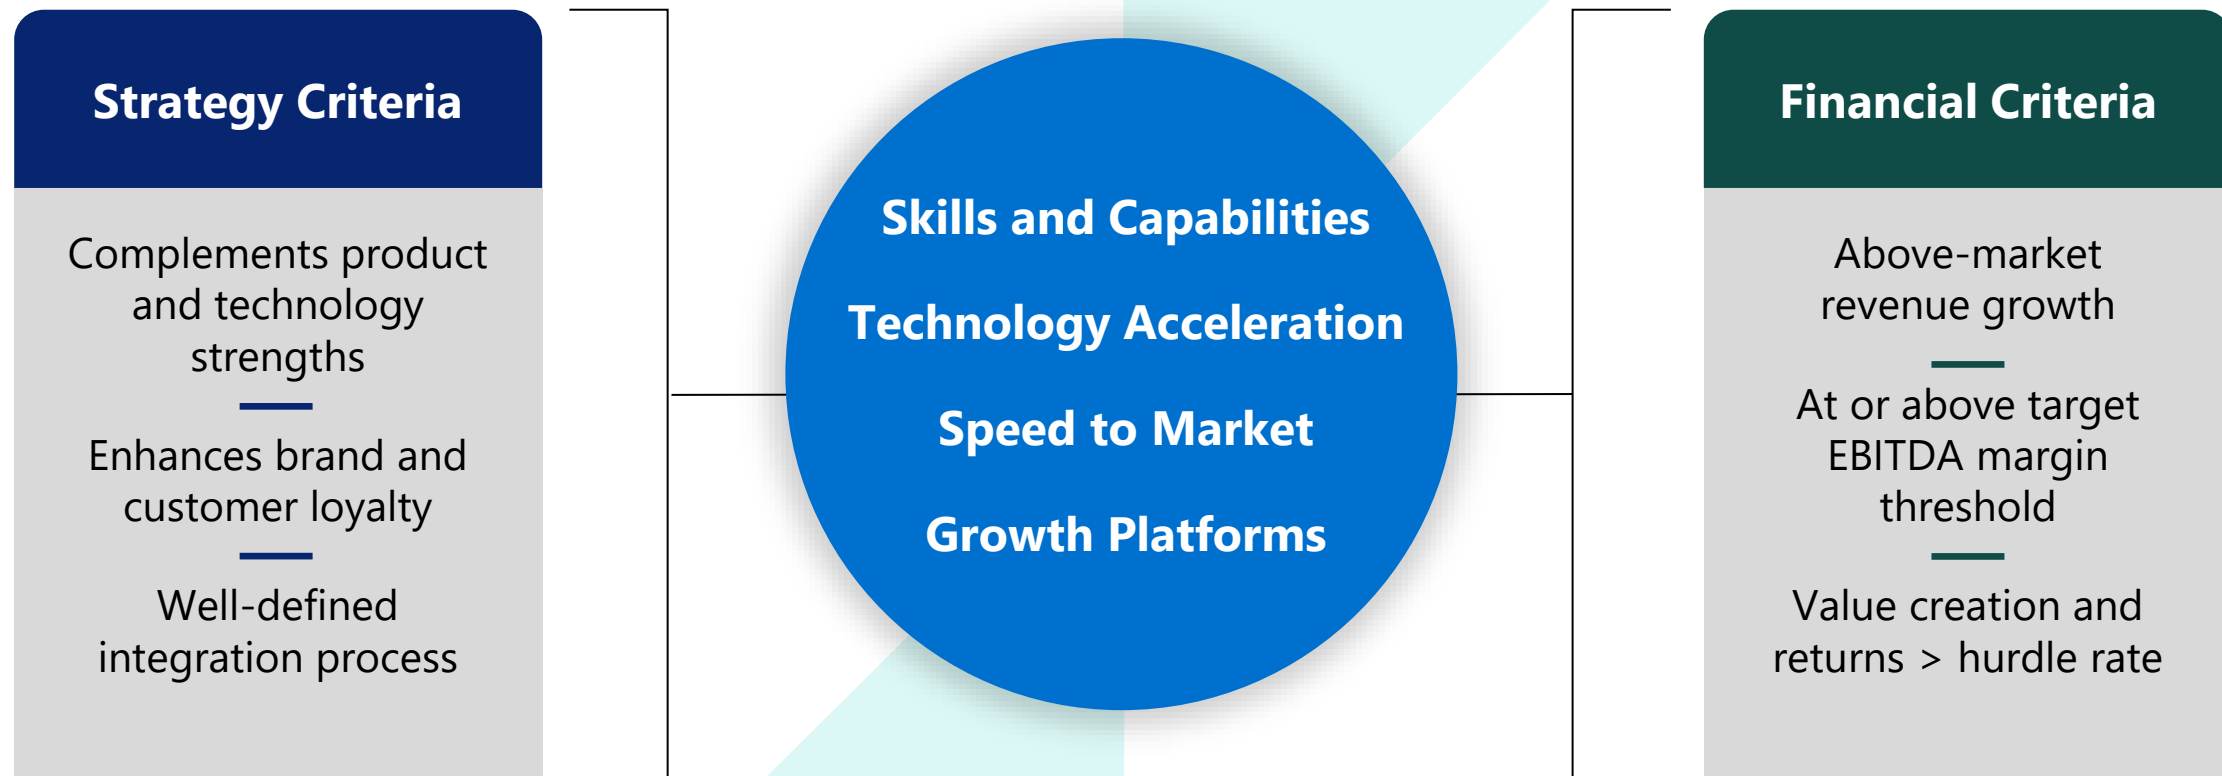 Strategy Criteria
Complements product
and technology
strengths
Enhances brand and
customer loyalty
Well-defined
integration process
Skills and Capabilities
Technology Acceleration
Speed to Market
Growth Platforms
Financial Criteria
Above-market
revenue growth
At or above target
EBITDA margin
threshold
Value creation and
returns > hurdle rate